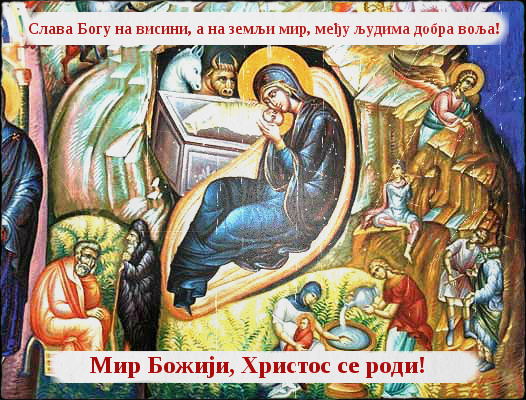 Слава Богу на висини, а на земљи мир, међу људима добра воља!
Мир Божији, Христос се роди!